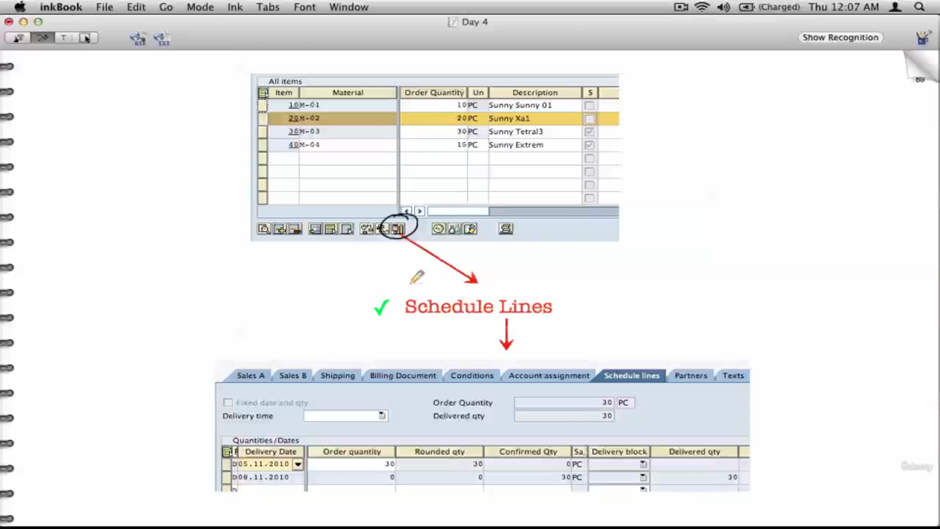 inkBook File Edit Go Mode Ink Tabs Font Window (Charged) Thu 12:07 AM
Day 4
T Show Recognition
All items
Item Material Order Quantity Un Description S
10 M-01 10 PC Sunny Sunny 01
20 M-02 20 PC Sunny Xa1
30 M-03 30 PC Sunny Tetral3
40 M-04 15 PC Sunny Extrem
✓ Schedule Lines
Sales A Sales B Shipping Billing Document Conditions Account assignment Schedule lines Partners Texts
Fixed date and qty Order Quantity 30 PC
Delivery time Delivered qty 30
Quantities/Dates
Delivery Date Order quantity Rounded qty Confirmed Qty Sa. Delivery block Delivered qty
D 05.11.2010 30 30 0 PC
D 08.11.2010 0 0 30 PC 30
Udemy